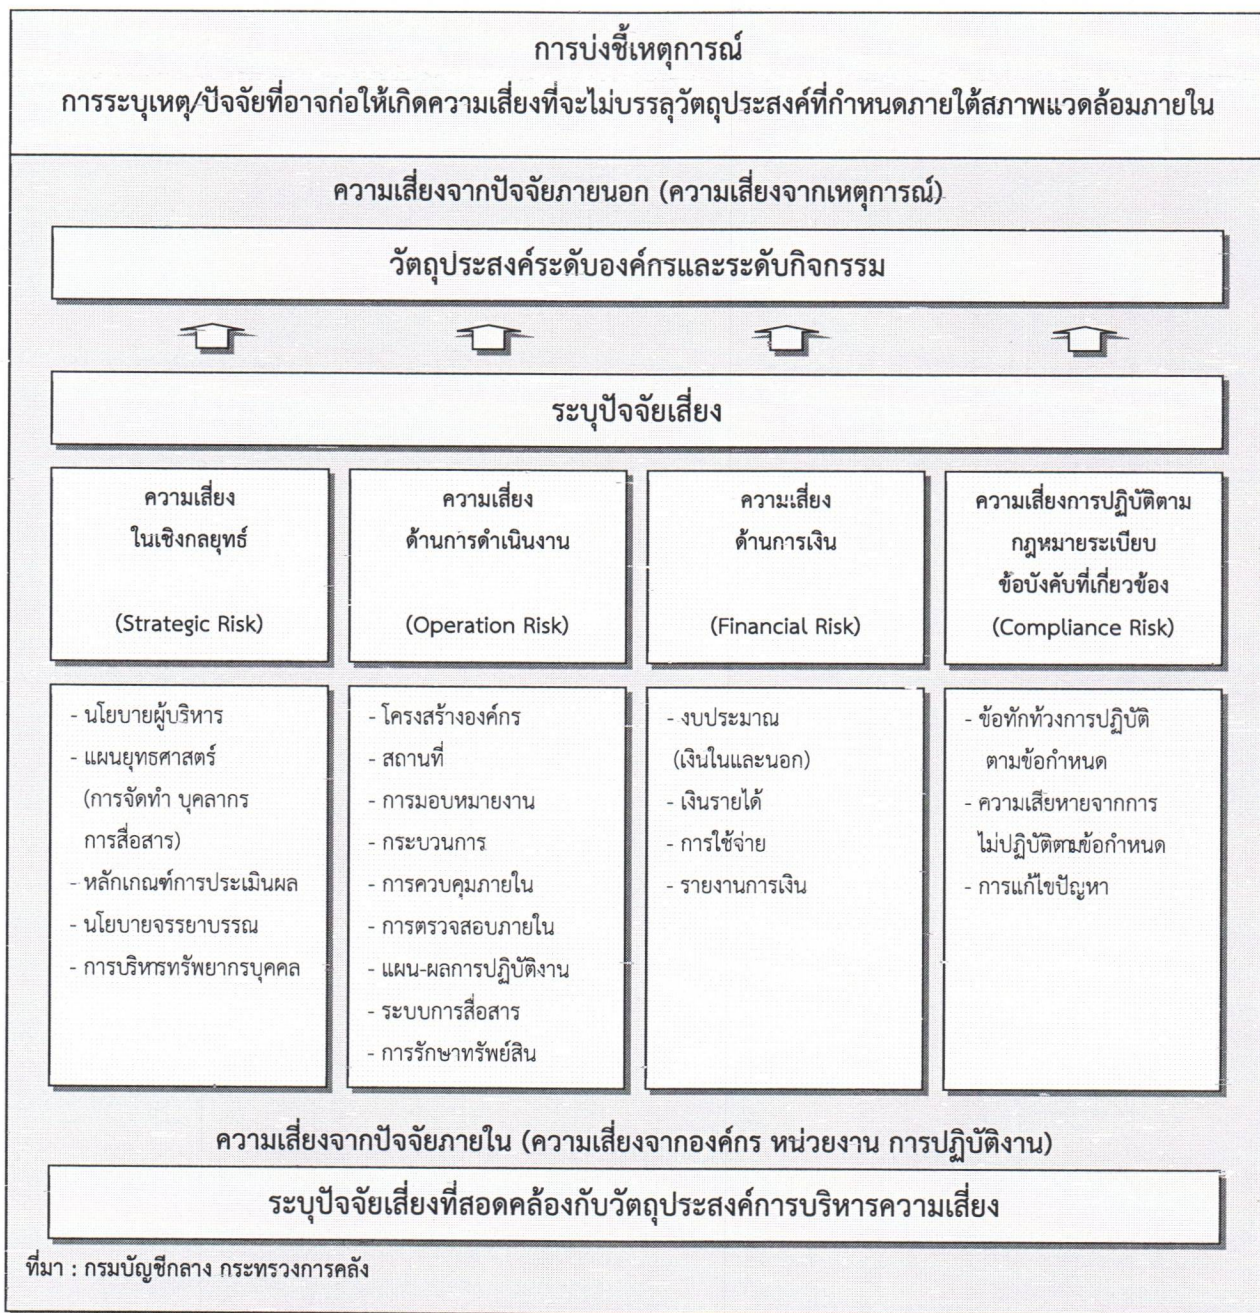 การบ่งชี้เหตุการณ์
การระบุเหตุ/ปัจจัยที่อาจก่อให้เกิดความเสี่ยงที่จะไม่บรรลุวัตถุประสงค์ที่กำหนดภายใต้สภาพแวดล้อมภายใน
ความเสี่ยงจากปัจจัยภายนอก (ความเสี่ยงจากเหตุการณ์)
วัตถุประสงค์ระดับองค์กรและระดับกิจกรรม
ระบุปัจจัยเสี่ยง
ความเสี่ยง
ในเชิงกลยุทธ์
(Strategic Risk)
ความเสี่ยง
ด้านการดำเนินงาน
(Operation Risk)
ความเสี่ยง
ด้านการเงิน
(Financial Risk)
ความเสี่ยงการปฏิบัติตาม
กฎหมายระเบียบ
ข้อบังคับที่เกี่ยวข้อง
(Compliance Risk)
- นโยบายผู้บริหาร
- แผนยุทธศาสตร์
(การจัดทำ บุคลากร
การสื่อสาร)
- หลักเกณฑ์การประเมินผล
- นโยบายจรรยาบรรณ
- การบริหารทรัพยากรบุคคล
- โครงสร้างองค์กร
- สถานที่
- การมอบหมายงาน
- กระบวนการ
- การควบคุมภายใน
- การตรวจสอบภายใน
- แผน-ผลการปฏิบัติงาน
- ระบบการสื่อสาร
- การรักษาทรัพย์สิน
- งบประมาณ
(เงินในและนอก)
- เงินรายได้
- การใช้จ่าย
- รายงานการเงิน
- ข้อทักท้วงการปฏิบัติ
ตามข้อกำหนด
- ความเสียหายจากการ
ไม่ปฏิบัติตามข้อกำหนด
- การแก้ไขปัญหา
ความเสี่ยงจากปัจจัยภายใน (ความเสี่ยงจากองค์กร หน่วยงาน การปฏิบัติงาน)
ระบุปัจจัยเสี่ยงที่สอดคล้องกับวัตถุประสงค์การบริหารความเสี่ยง
ที่มา : กรมบัญชีกลาง กระทรวงการคลัง